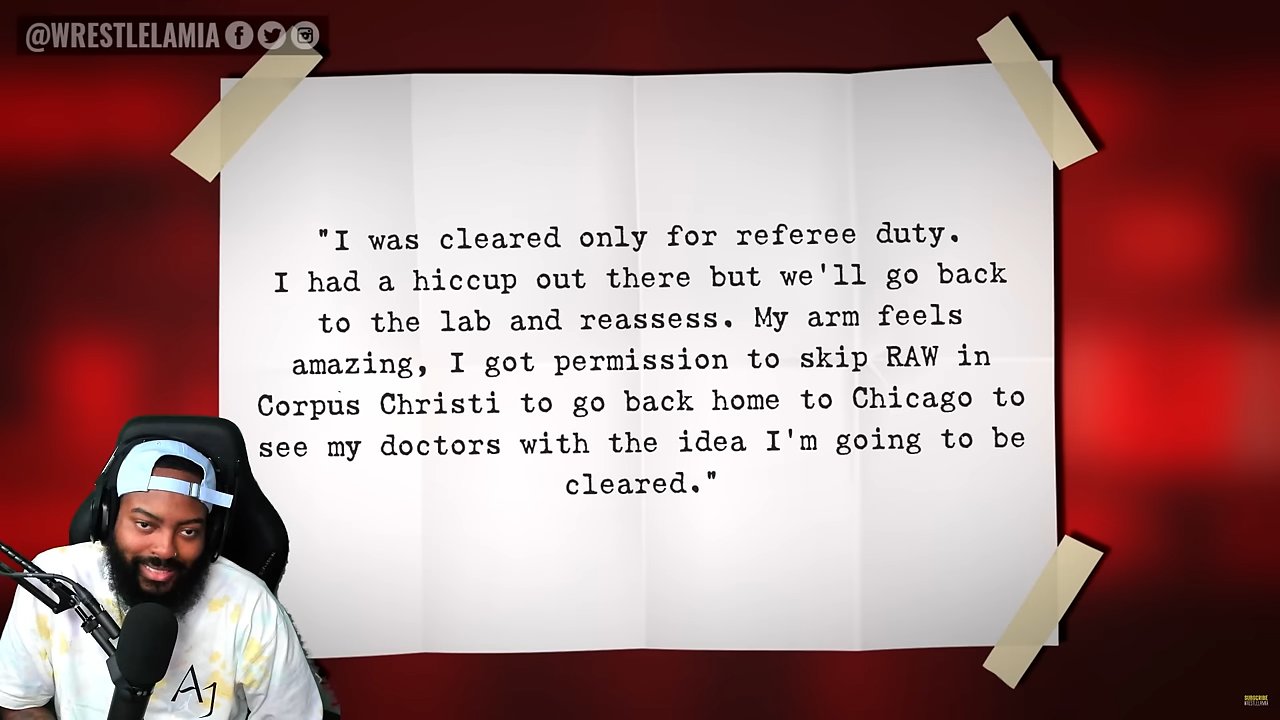 @WRESTLELAMIA
"I was cleared only for referee duty.
I had a hiccup out there but we'll go back
to the lab and reassess. My arm feels
amazing, I got permission to skip RAW in
Corpus Christi to go back home to Chicago to
see my doctors with the idea I'm going to be
cleared."
AJ
SUBSCRIBE
WRESTLELAMIA